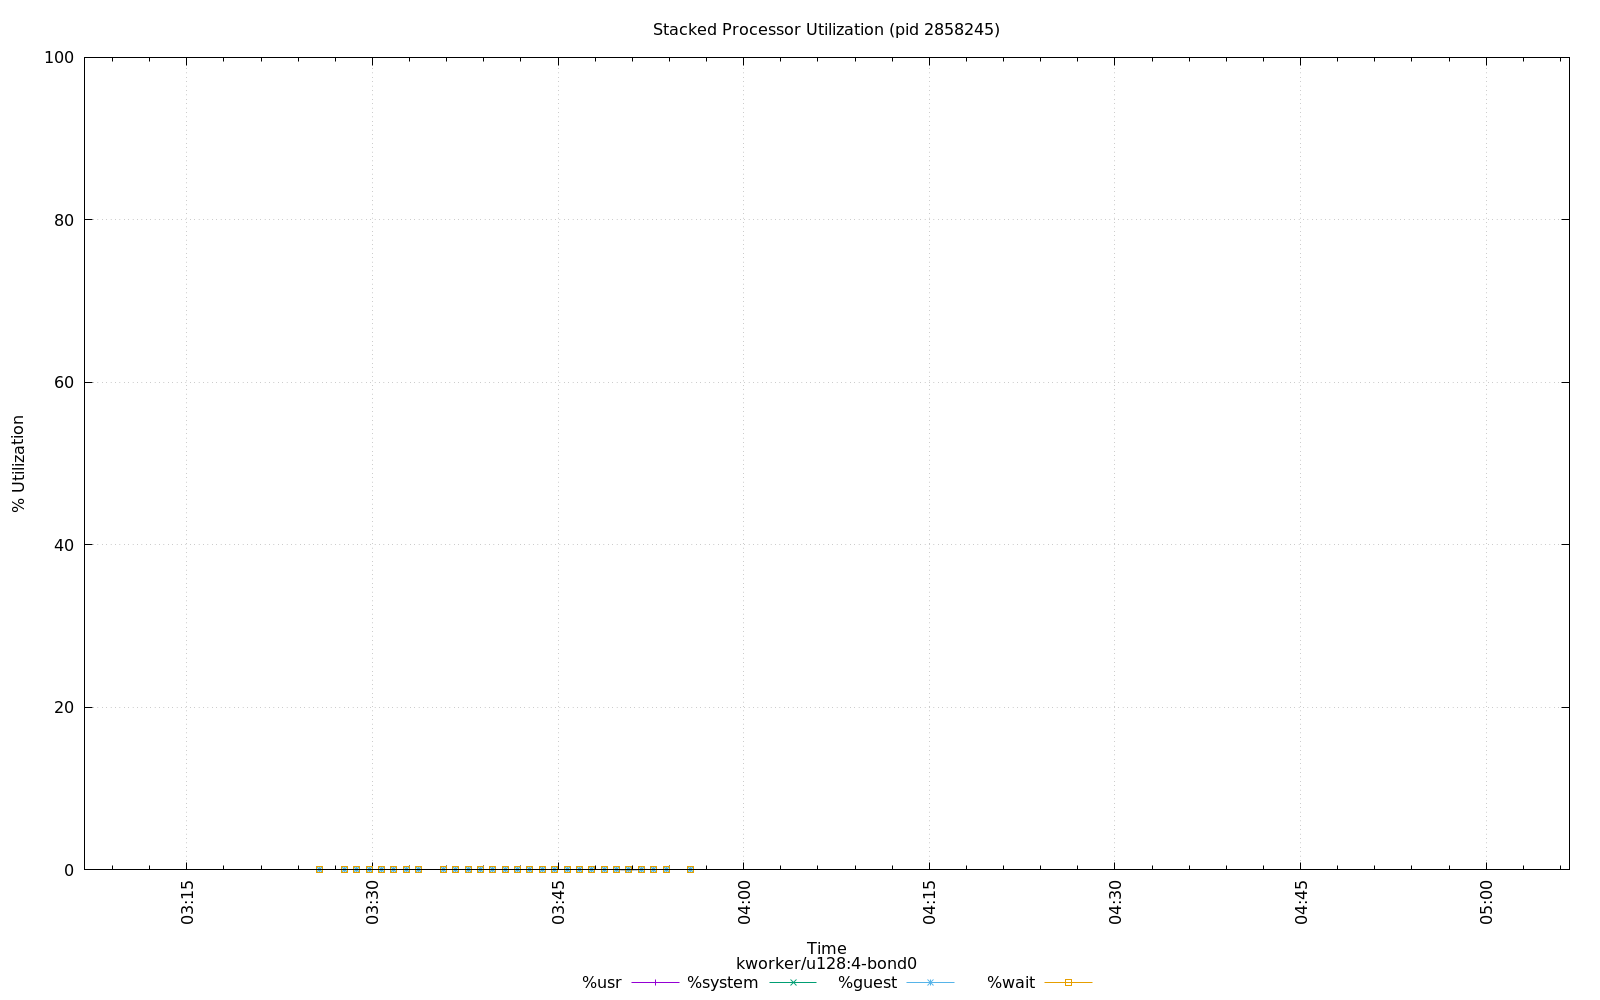 Stacked Processor Utilization (pid 2858245)
100
80
60
40
20
0
% Utilization
03:15
03:30
03:45
04:00
04:15
04:30
04:45
05:00
Time
kworker/u128:4-bond0
%usr %system %guest %wait